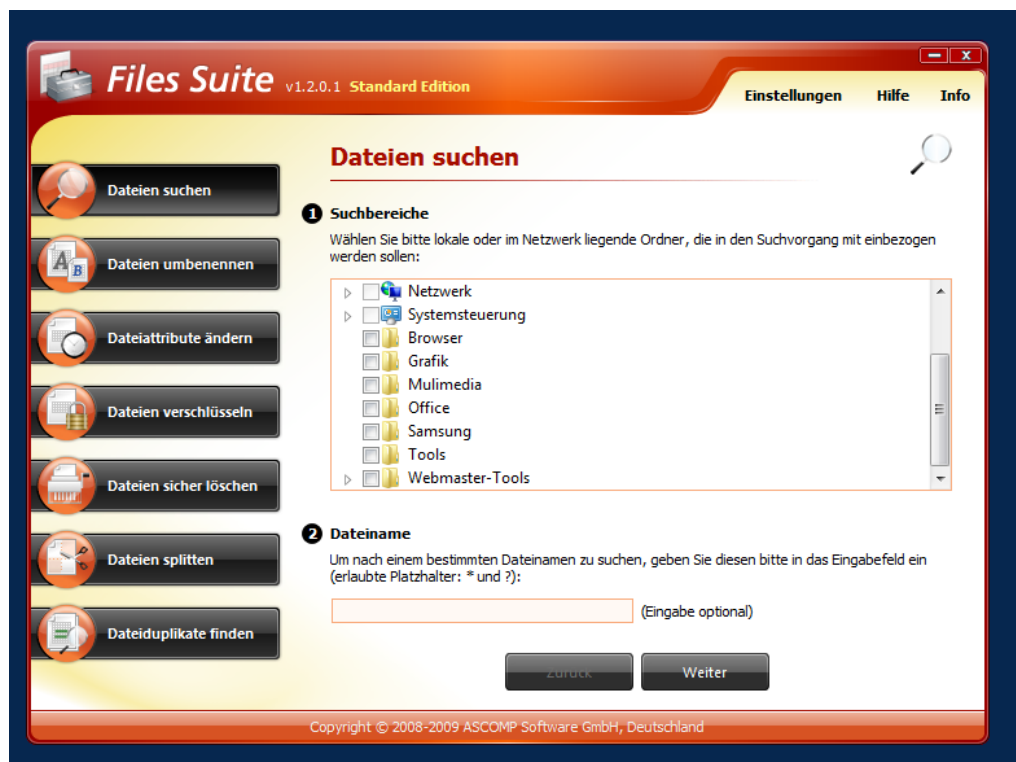 Files Suite v1.2.0.1 Standard Edition
Einstellungen Hilfe Info
Dateien suchen
Dateien umbenennen
Dateiattribute ändern
Dateien verschlüsseln
Dateien sicher löschen
Dateien splitten
Dateiduplikate finden
Dateien suchen
1 Suchbereiche
Wählen Sie bitte lokale oder im Netzwerk liegende Ordner, die in den Suchvorgang mit einbezogen
werden sollen:
Netzwerk
Systemsteuerung
Browser
Grafik
Mulimedia
Office
Samsung
Tools
Webmaster-Tools
2 Dateiname
Um nach einem bestimmten Dateinamen zu suchen, geben Sie diesen bitte in das Eingabefeld ein
(erlaubte Platzhalter: * und ?):
(Eingabe optional)
Zurück Weiter
Copyright © 2008-2009 ASCOMP Software GmbH, Deutschland